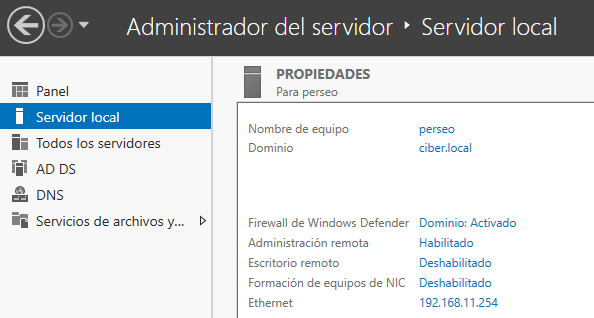 Administrador del servidor ‣ Servidor local
Panel
Servidor local
Todos los servidores
AD DS
DNS
Servicios de archivos y...
PROPIEDADES
Para perseo
Nombre de equipo perseo
Dominio ciber.local
Firewall de Windows Defender Dominio: Activado
Administración remota Habilitado
Escritorio remoto Deshabilitado
Formación de equipos de NIC Deshabilitado
Ethernet 192.168.11.254